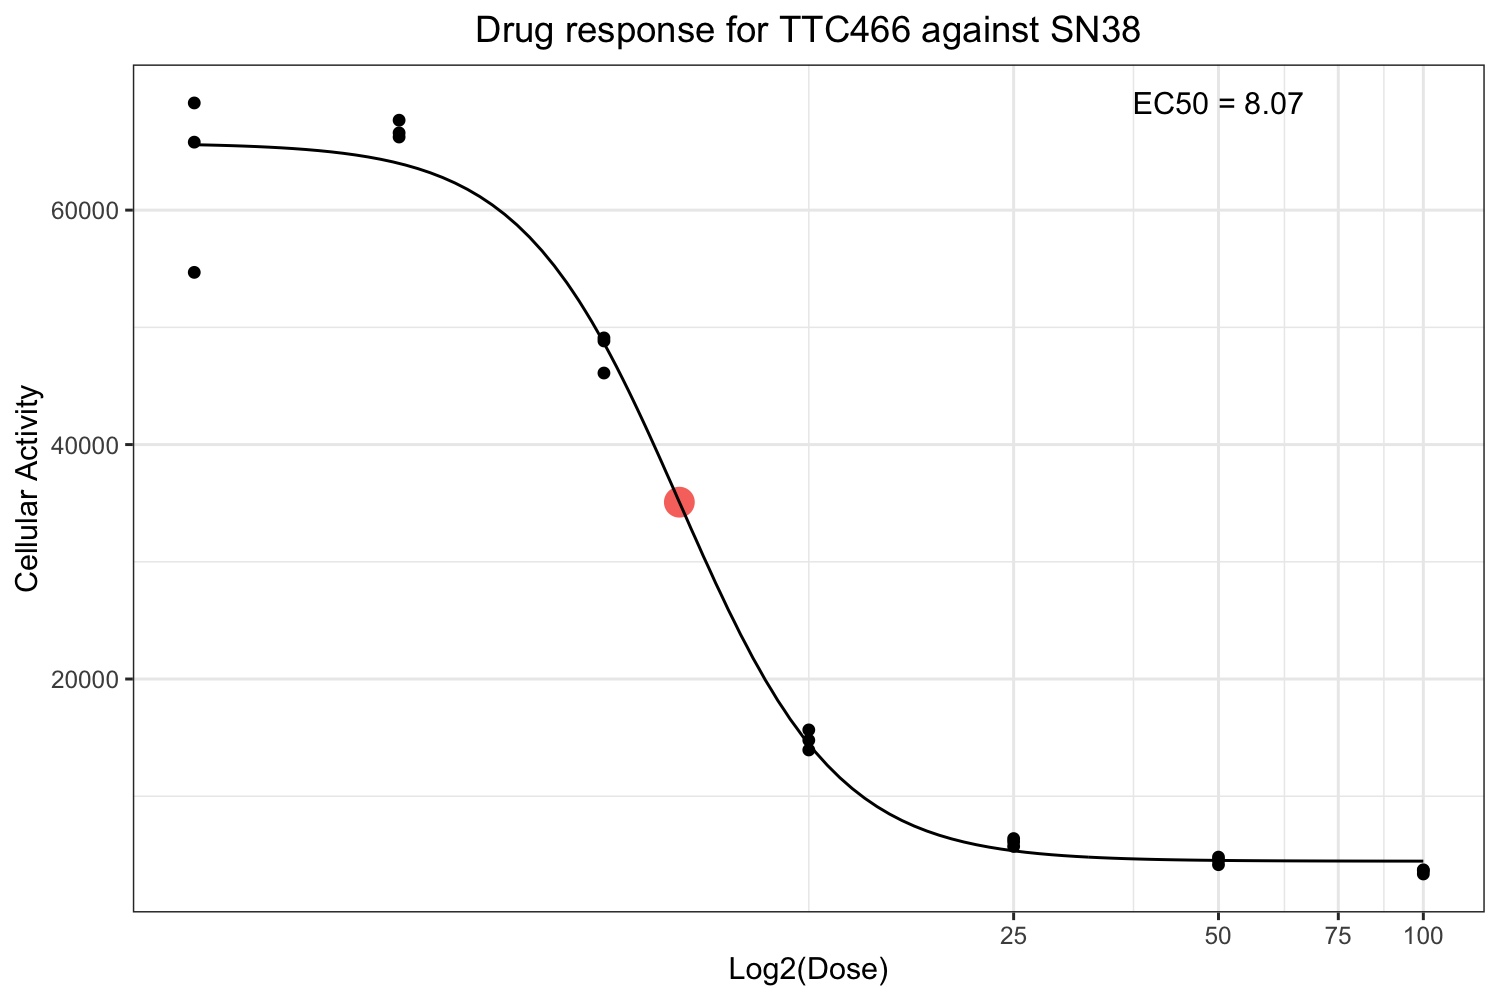 Drug response for TTC466 against SN38
EC50 = 8.07
60000
40000
20000
Cellular Activity
25 50 75 100
Log2(Dose)